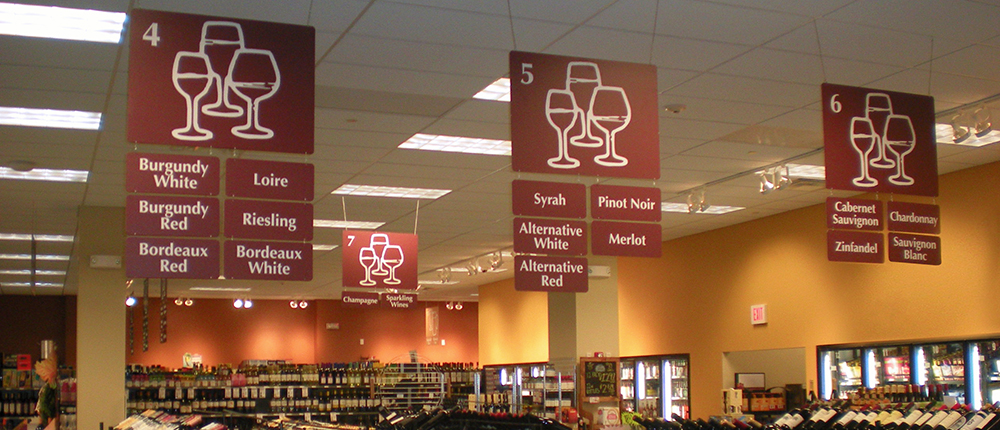 4
Burgundy
White
Loire
Burgundy
Red
Riesling
Bordeaux
Red
Bordeaux
White
7
Champagne
Sparkling
Wines
5
Syrah
Pinot Noir
Alternative
White
Merlot
Alternative
Red
6
Cabernet
Sauvignon
Chardonnay
Zinfandel
Sauvignon
Blanc
EXIT